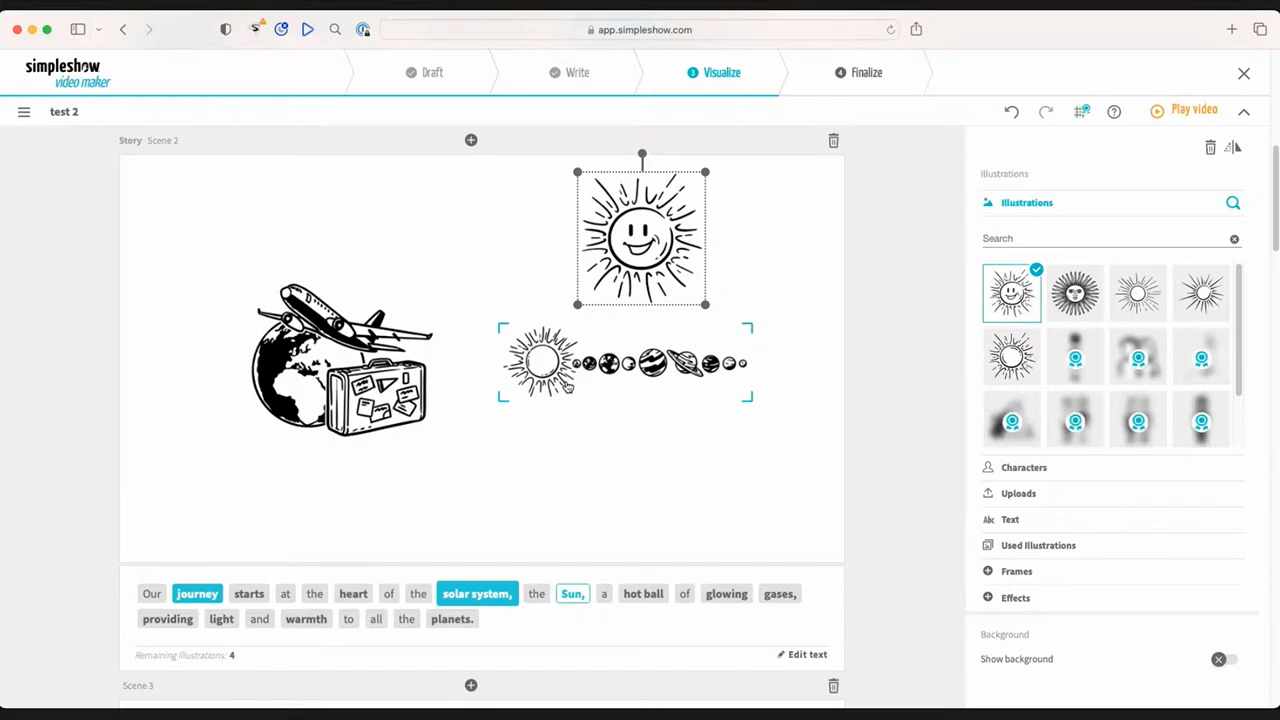 app.simpleshow.com
simpleshow
video maker
Draft
Write
3 Visualize
4 Finalize
test 2
Play video
Story Scene 2
Illustrations
Illustrations
Search
Characters
Uploads
Abc Text
Used Illustrations
Frames
Effects
Background
Show background
Our journey starts at the heart of the solar system, the Sun, a hot ball of glowing gases,
providing light and warmth to all the planets.
Remaining illustrations: 4
Edit text
Scene 3